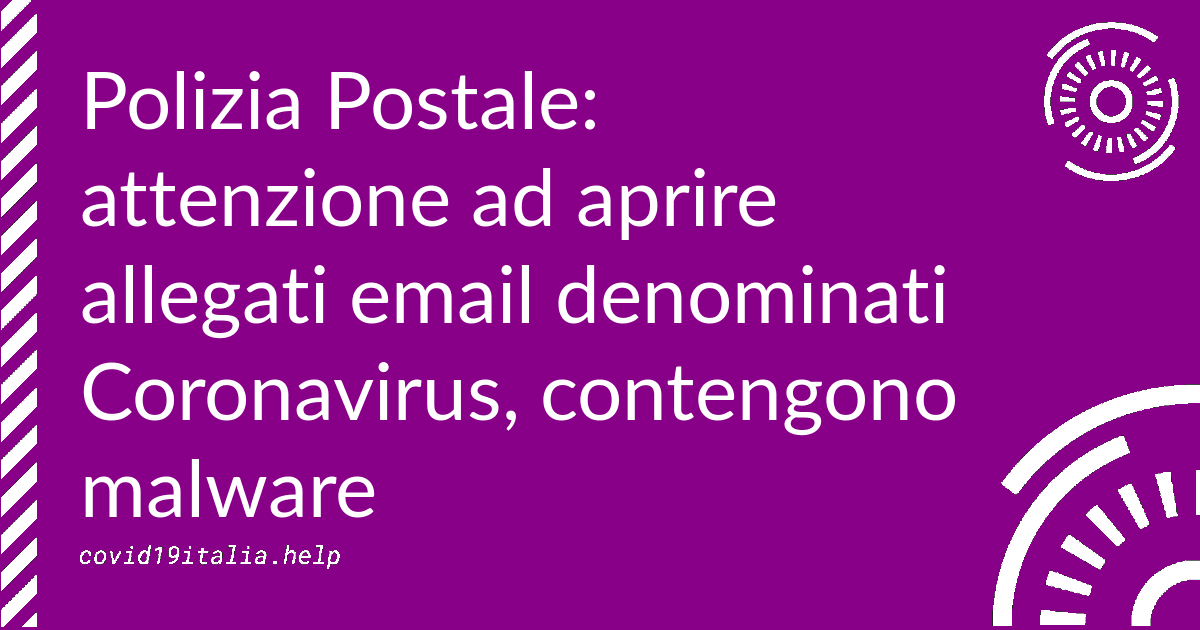 Polizia Postale:
attenzione ad aprire
allegati email denominati
Coronavirus, contengono
malware
covid19italia.help